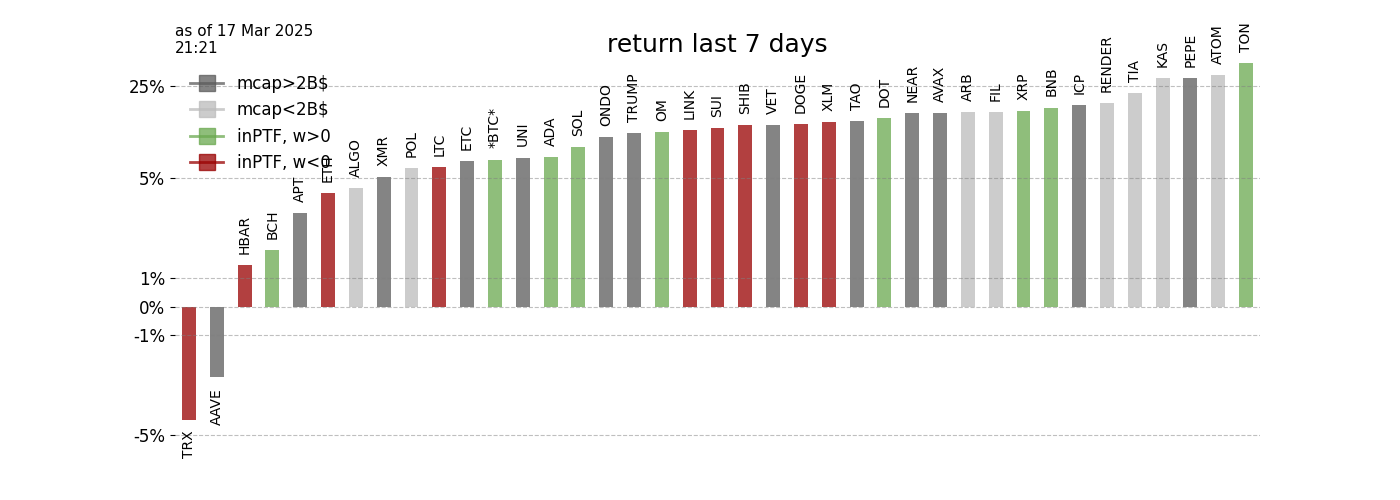 as of 17 Mar 2025
21:21
return last 7 days
mcap>2B$
mcap<2B$
inPTF, w>0
inPTF, w<0
25%
5%
1%
0%
-1%
-5%
TRX
AAVE
HBAR
BCH
APT
ETH
ALGO
XMR
POL
LTC
ETC
*BTC*
UNI
ADA
SOL
ONDO
TRUMP
OM
LINK
SUI
SHIB
VET
DOGE
XLM
TAO
DOT
NEAR
AVAX
ARB
FIL
XRP
BNB
ICP
RENDER
TIA
KAS
PEPE
ATOM
TON